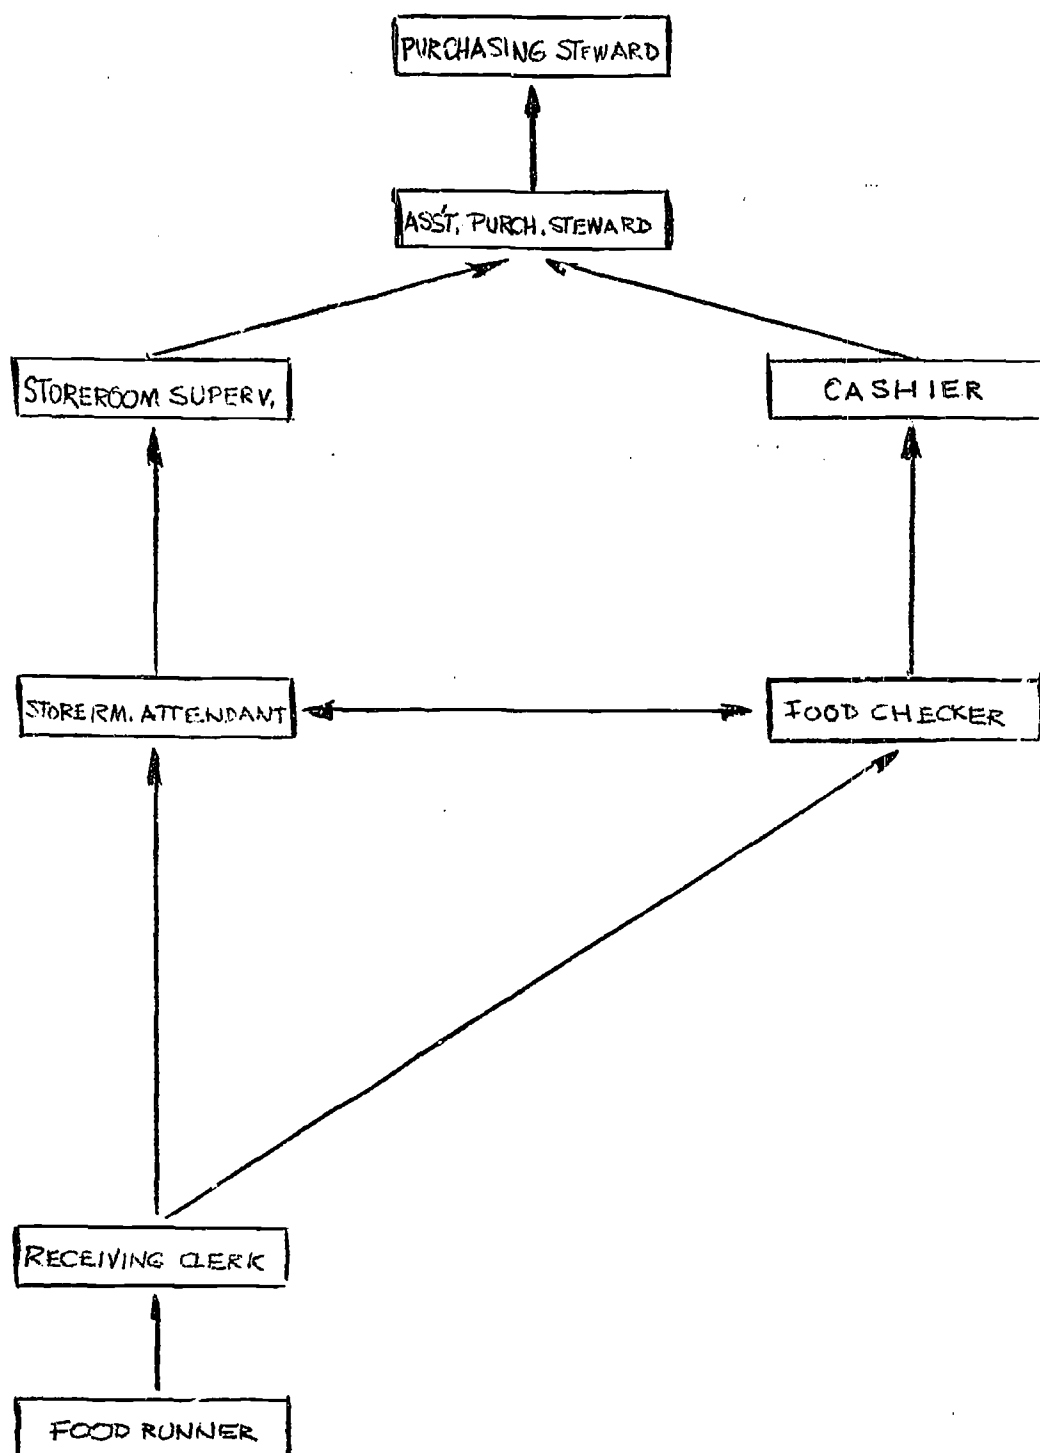 PURCHASING STEWARD
ASS'T. PURCH. STEWARD
STOREROOM SUPERV.
CASHIER
STORERM. ATTENDANT
FOOD CHECKER
RECEIVING CLERK
FOOD RUNNER